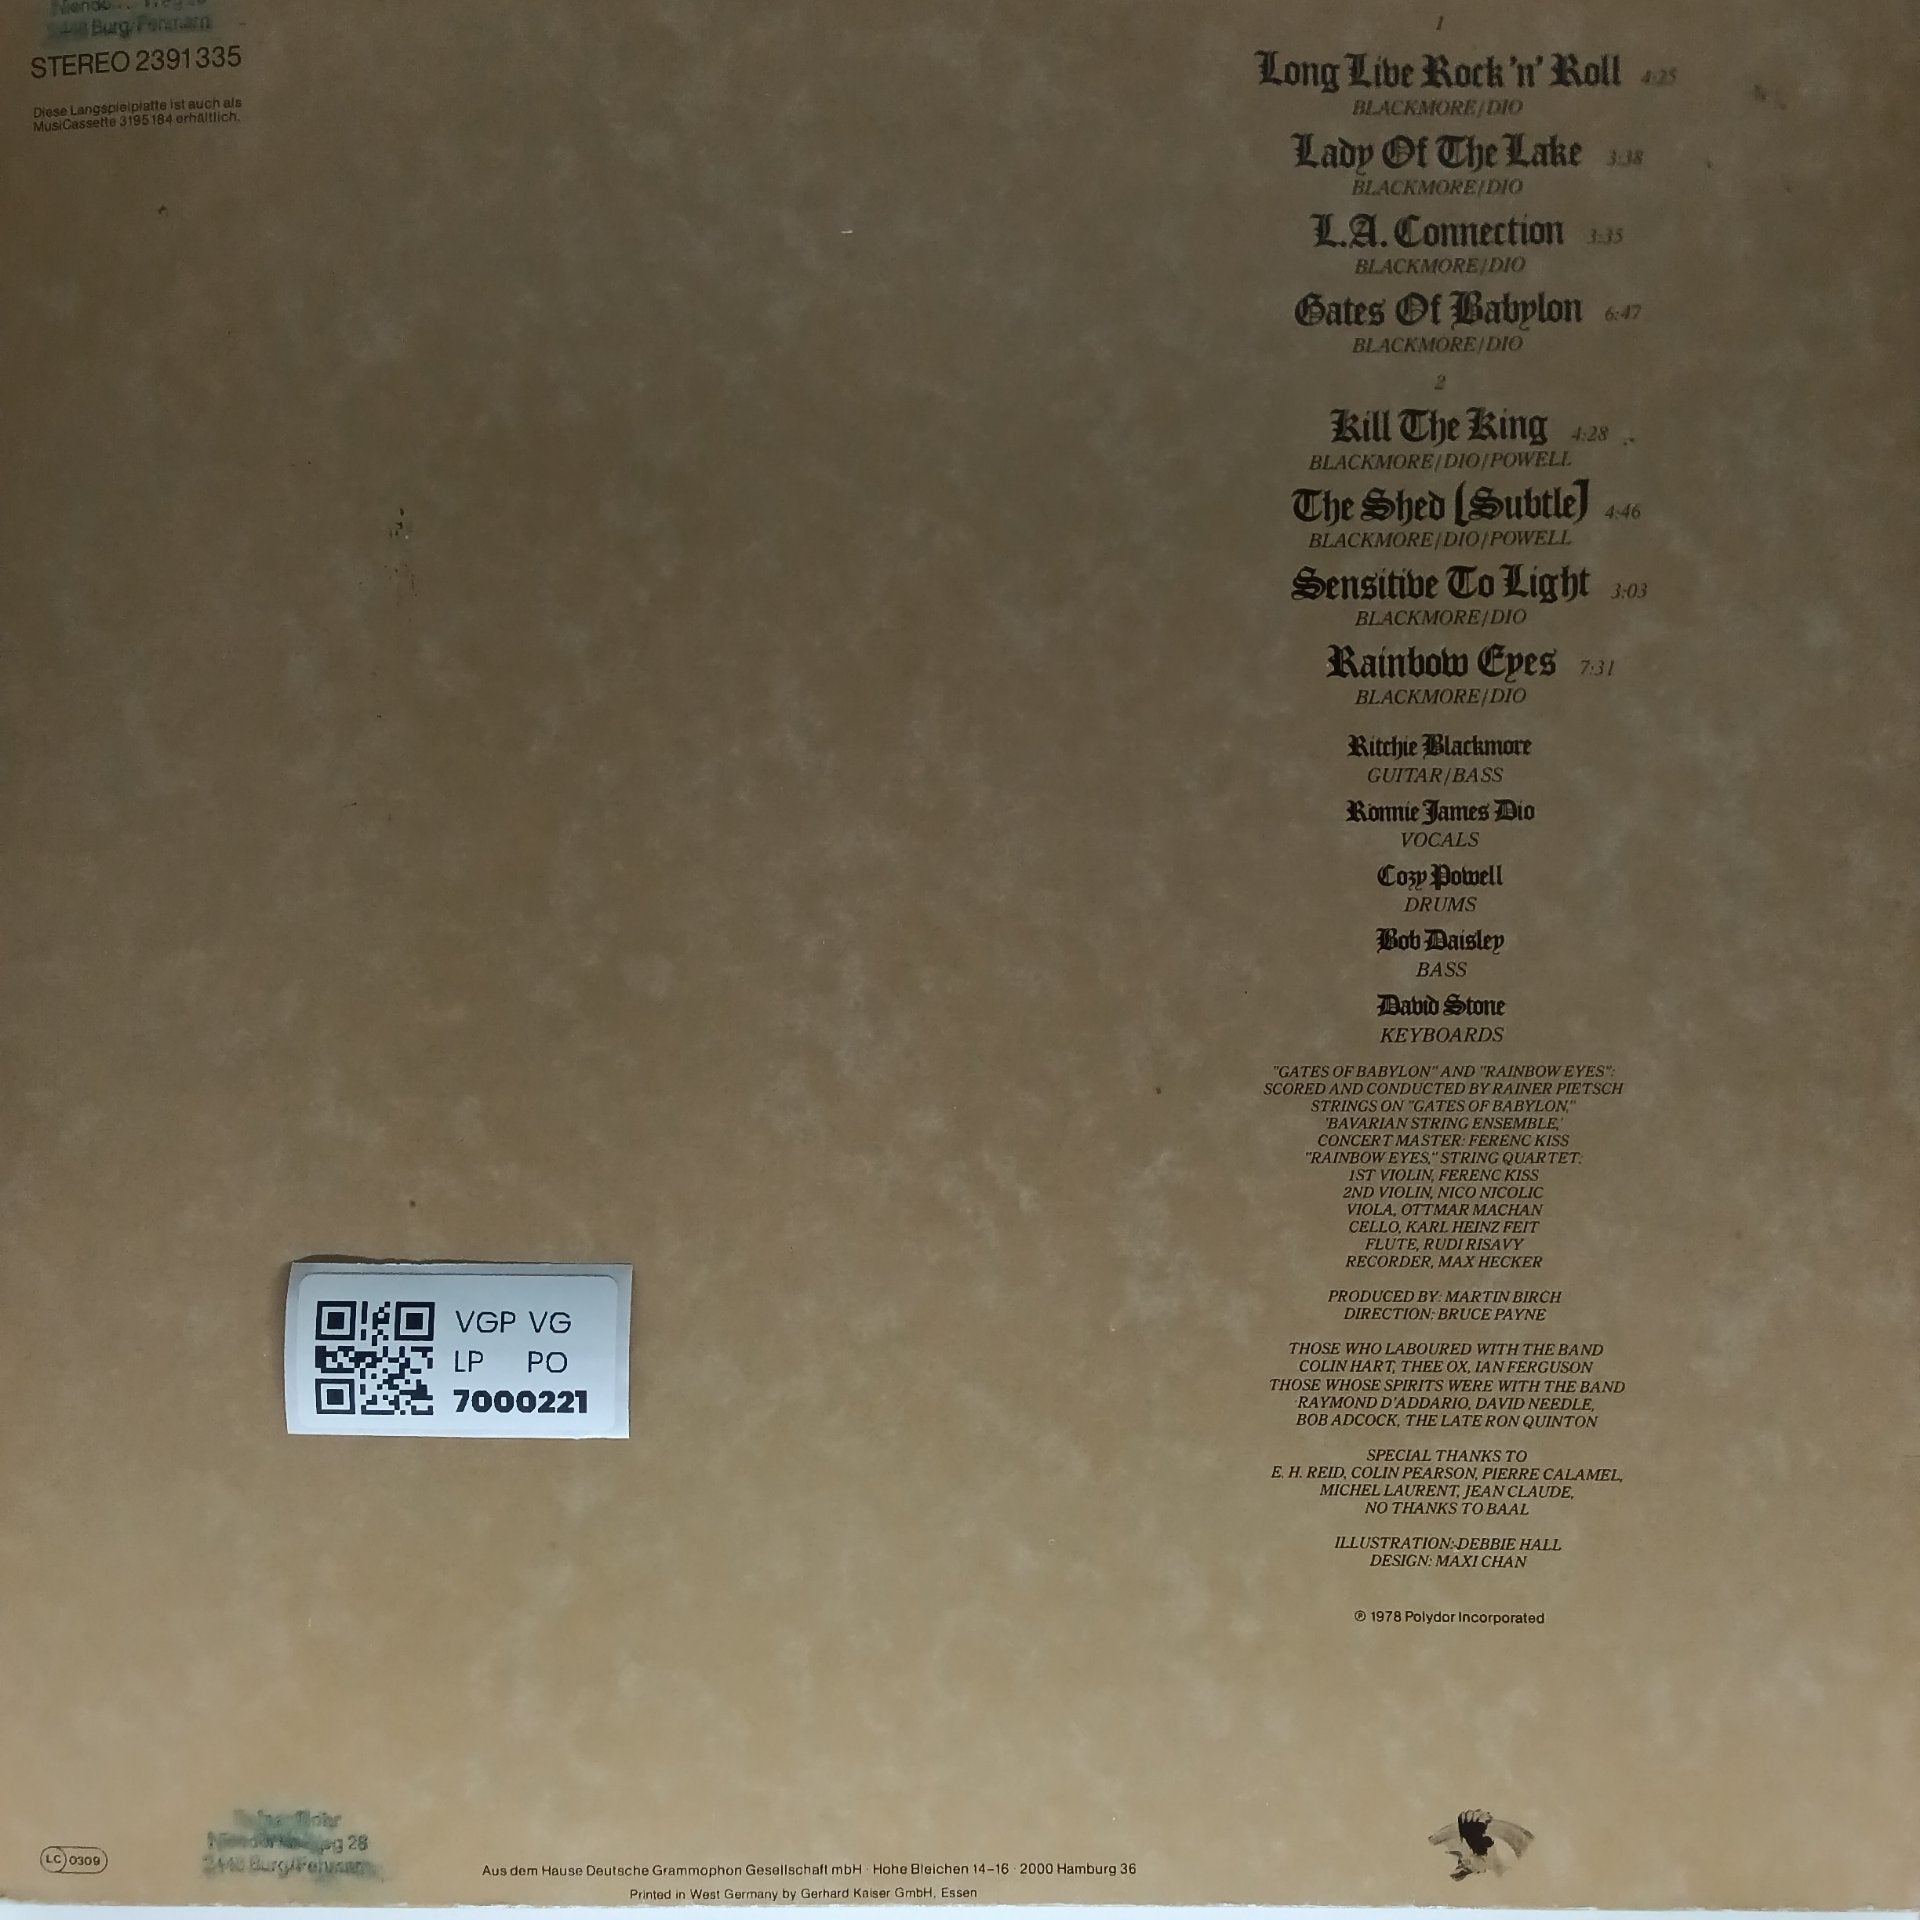 2448 Burg/Fehmarn
STEREO 2391 335
Diese Langspielplatte ist auch als
MusiCassette 3195 184 erhältlich.
1
Long Live Rock 'n' Roll 4:25
BLACKMORE/DIO
Lady Of The Lake 3:38
BLACKMORE/DIO
L.A. Connection 3:35
BLACKMORE/DIO
Gates Of Babylon 6:47
BLACKMORE/DIO
2
Kill The King 4:28
BLACKMORE/DIO/POWELL
The Shed [Subtle] 4:46
BLACKMORE/DIO/POWELL
Sensitive To Light 3:03
BLACKMORE/DIO
Rainbow Eyes 7:31
BLACKMORE/DIO
Ritchie Blackmore
GUITAR/BASS
Ronnie James Dio
VOCALS
Cozy Powell
DRUMS
Bob Daisley
BASS
David Stone
KEYBOARDS
"GATES OF BABYLON" AND "RAINBOW EYES":
SCORED AND CONDUCTED BY RAINER PIETSCH
STRINGS ON "GATES OF BABYLON,"
'BAVARIAN STRING ENSEMBLE,'
CONCERT MASTER: FERENC KISS
"RAINBOW EYES," STRING QUARTET:
1ST VIOLIN, FERENC KISS
2ND VIOLIN, NICO NICOLIC
VIOLA, OTTMAR MACHAN
CELLO, KARL HEINZ FEIT
FLUTE, RUDI RISAVY
RECORDER, MAX HECKER
PRODUCED BY: MARTIN BIRCH
DIRECTION: BRUCE PAYNE
THOSE WHO LABOURED WITH THE BAND
COLIN HART, THEE OX, IAN FERGUSON
THOSE WHOSE SPIRITS WERE WITH THE BAND
RAYMOND D'ADDARIO, DAVID NEEDLE,
BOB ADCOCK, THE LATE RON QUINTON
SPECIAL THANKS TO
E. H. REID, COLIN PEARSON, PIERRE CALAMEL,
MICHEL LAURENT, JEAN CLAUDE,
NO THANKS TO BAAL
ILLUSTRATION: DEBBIE HALL
DESIGN: MAXI CHAN
℗ 1978 Polydor Incorporated
VGP VG
LP PO
7000221
28
2448 Burg/Fehmarn
LC 0309
Aus dem Hause Deutsche Grammophon Gesellschaft mbH · Hohe Bleichen 14–16 · 2000 Hamburg 36
Printed in West Germany by Gerhard Kaiser GmbH, Essen